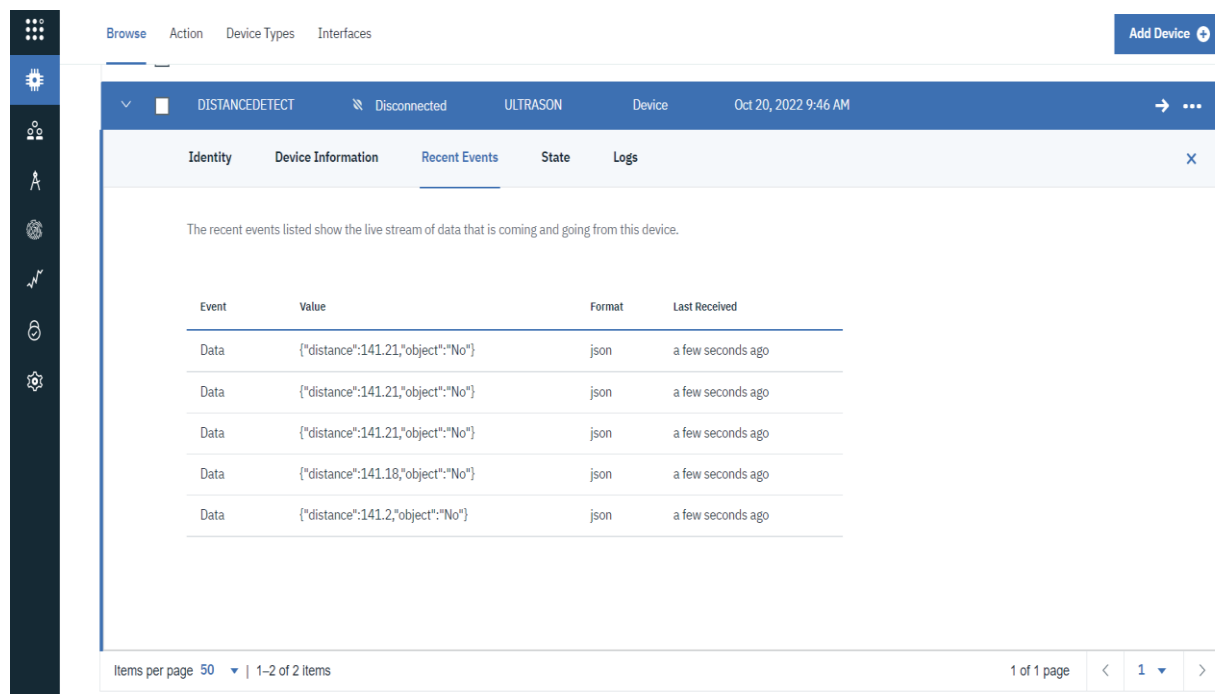 Browse Action Device Types Interfaces Add Device
DISTANCEDETECT Disconnected ULTRASON Device Oct 20, 2022 9:46 AM
Identity Device Information Recent Events State Logs
The recent events listed show the live stream of data that is coming and going from this device.
Event Value Format Last Received
Data {"distance":141.21,"object":"No"} json a few seconds ago
Data {"distance":141.21,"object":"No"} json a few seconds ago
Data {"distance":141.21,"object":"No"} json a few seconds ago
Data {"distance":141.18,"object":"No"} json a few seconds ago
Data {"distance":141.2,"object":"No"} json a few seconds ago
Items per page 50 | 1–2 of 2 items 1 of 1 page 1